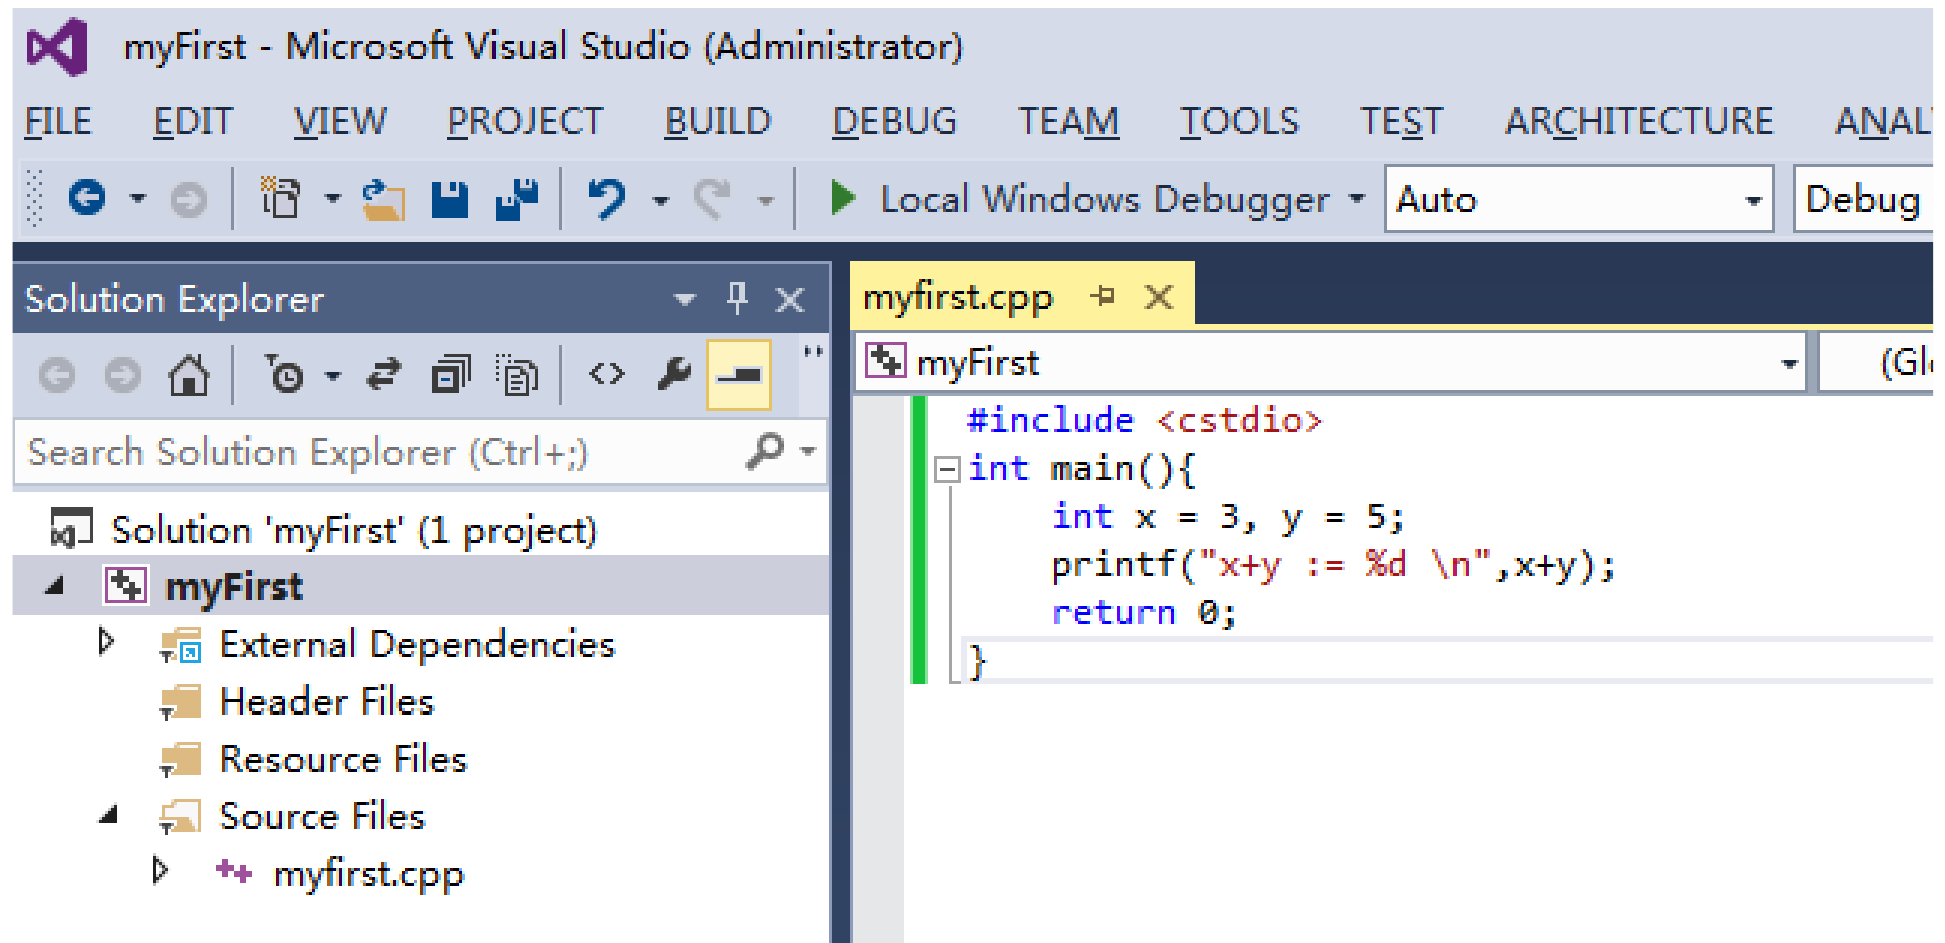 myFirst - Microsoft Visual Studio (Administrator)
FILE EDIT VIEW PROJECT BUILD DEBUG TEAM TOOLS TEST ARCHITECTURE ANAL
Local Windows Debugger Auto Debug
Solution Explorer
Search Solution Explorer (Ctrl+;)
Solution 'myFirst' (1 project)
myFirst
External Dependencies
Header Files
Resource Files
Source Files
myfirst.cpp
myfirst.cpp
myFirst (Glo
#include <cstdio>
int main(){
int x = 3, y = 5;
printf("x+y := %d \n",x+y);
return 0;
}